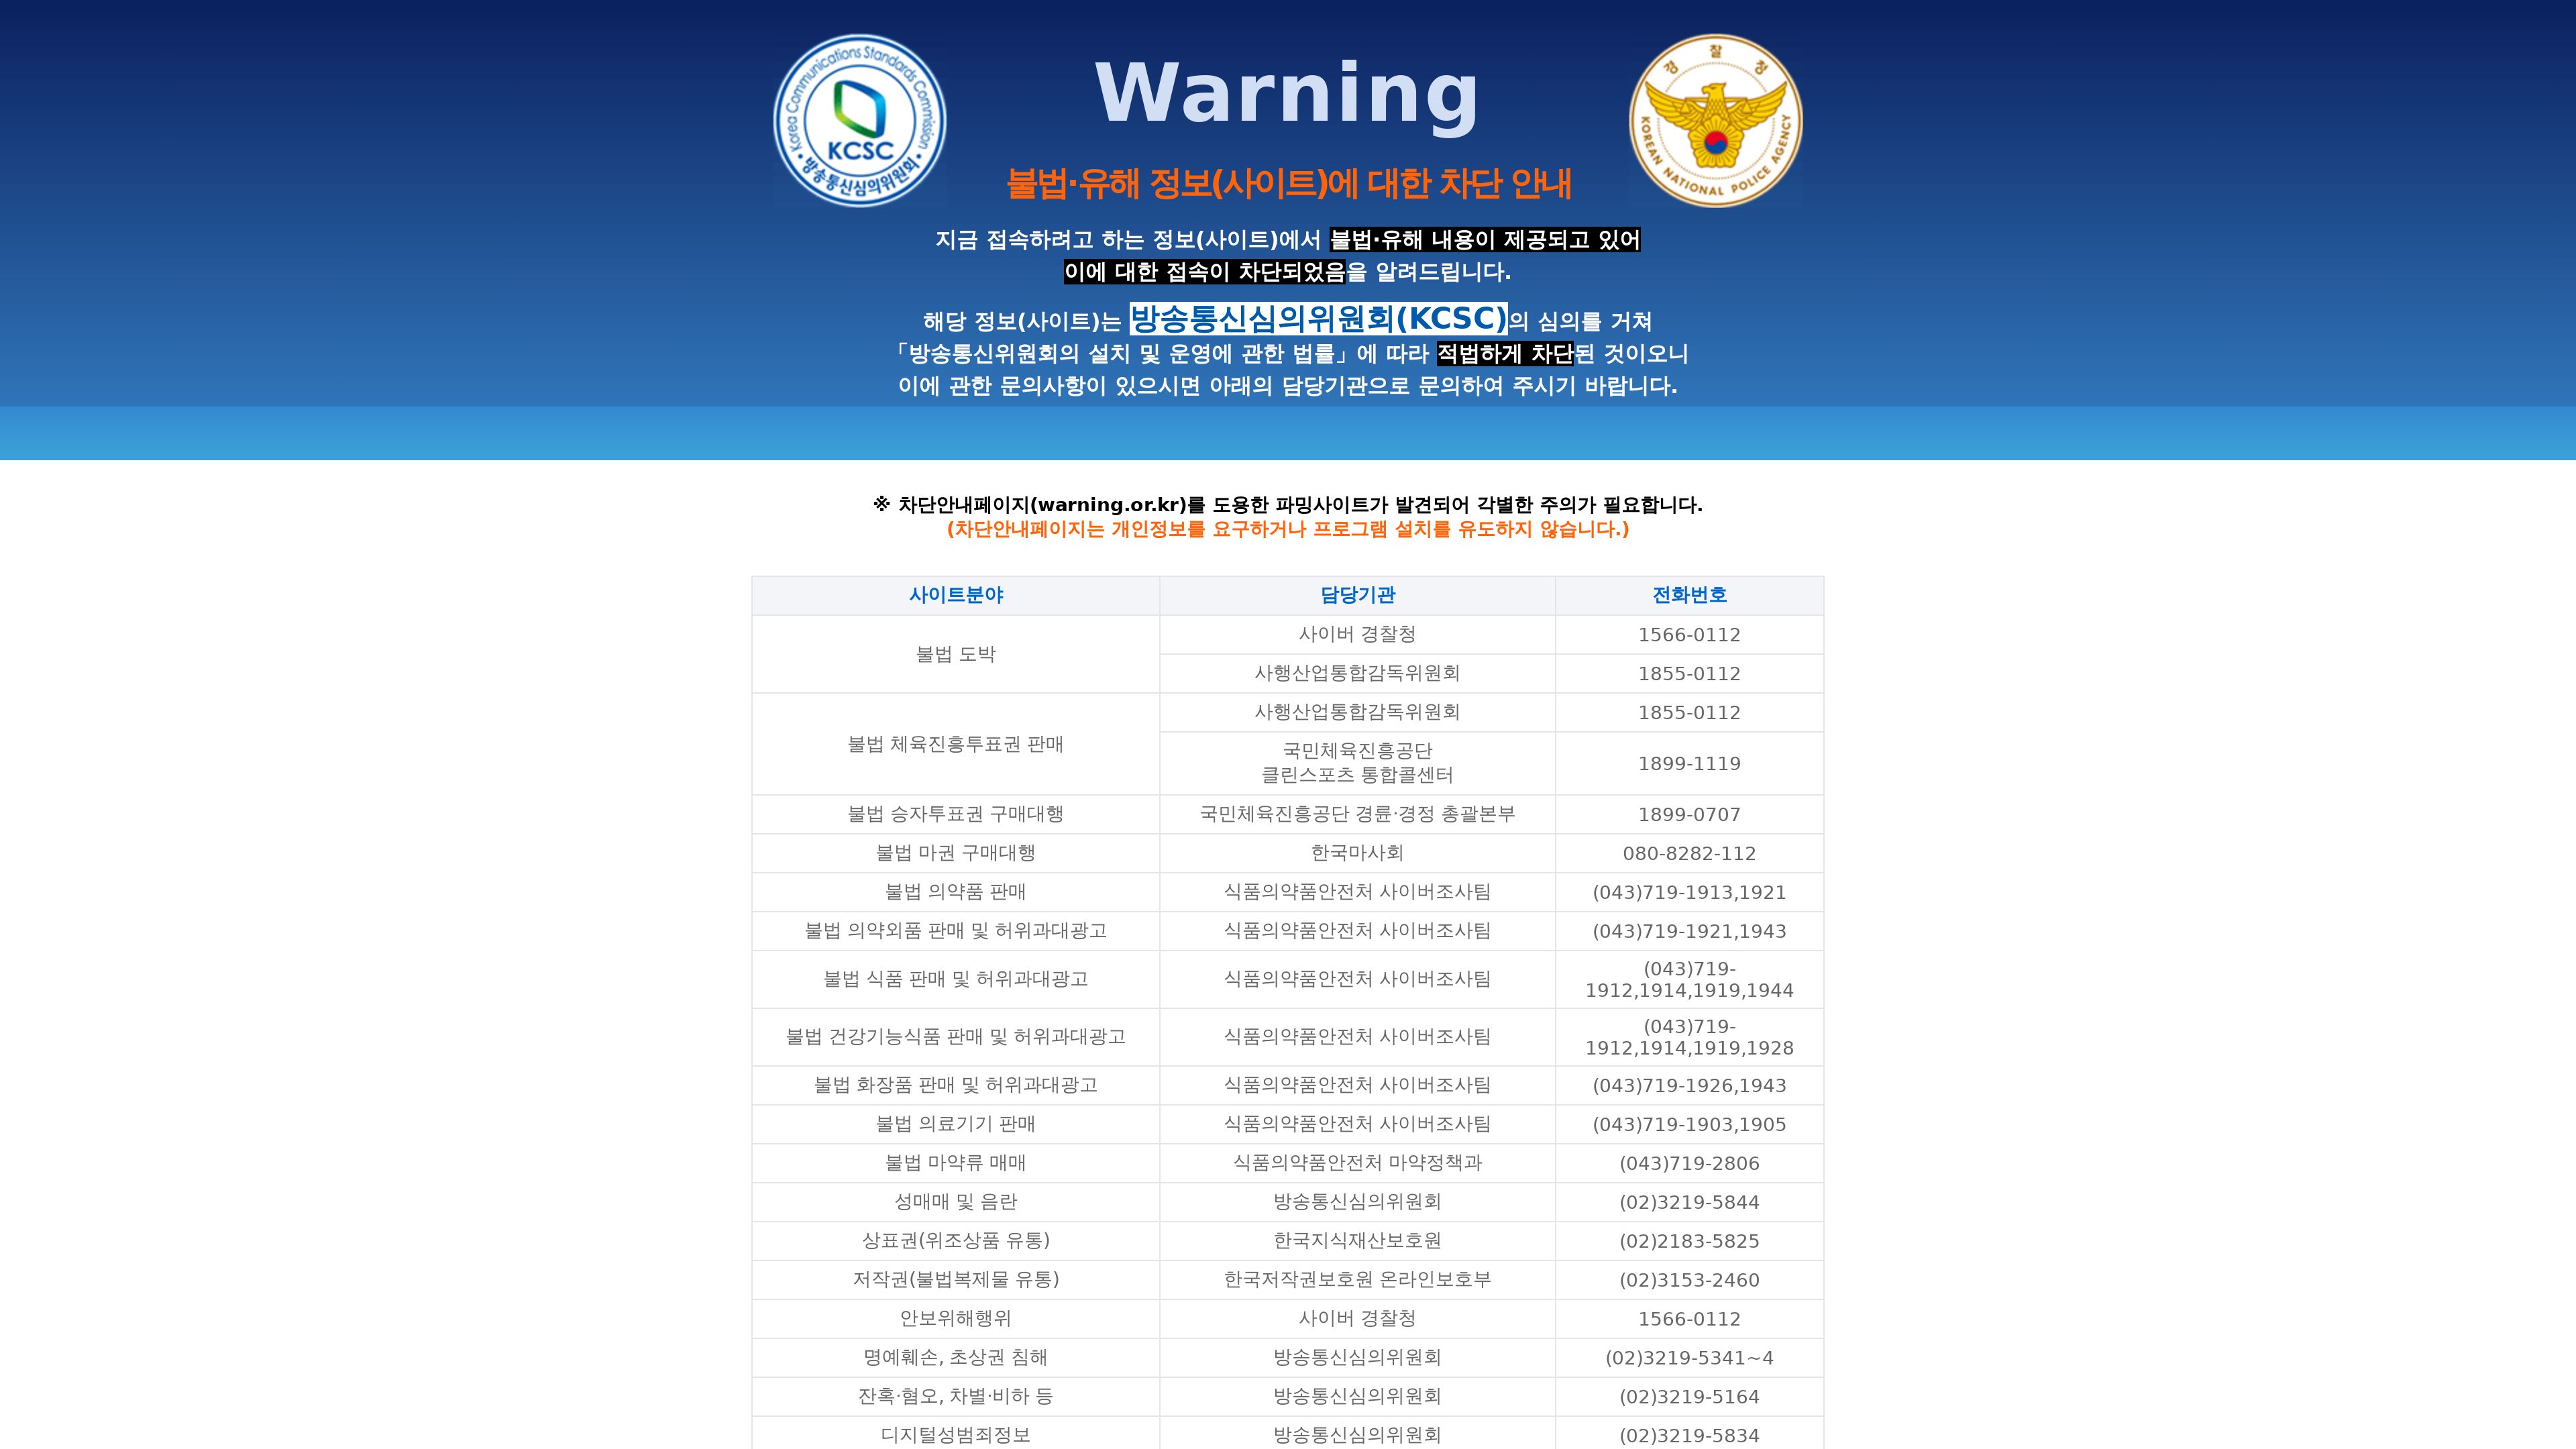 Korea Communications Standards Commission
KCSC
방송통신심의위원회
Warning
경찰청
KOREAN NATIONAL POLICE AGENCY
불법·유해 정보(사이트)에 대한 차단 안내
지금 접속하려고 하는 정보(사이트)에서 불법·유해 내용이 제공되고 있어
이에 대한 접속이 차단되었음을 알려드립니다.
해당 정보(사이트)는 방송통신심의위원회(KCSC)의 심의를 거쳐
「방송통신위원회의 설치 및 운영에 관한 법률」에 따라 적법하게 차단된 것이오니
이에 관한 문의사항이 있으시면 아래의 담당기관으로 문의하여 주시기 바랍니다.
※ 차단안내페이지(warning.or.kr)를 도용한 파밍사이트가 발견되어 각별한 주의가 필요합니다.
(차단안내페이지는 개인정보를 요구하거나 프로그램 설치를 유도하지 않습니다.)
사이트분야 담당기관 전화번호
불법 도박 사이버 경찰청 1566-0112
사행산업통합감독위원회 1855-0112
불법 체육진흥투표권 판매 사행산업통합감독위원회 1855-0112
국민체육진흥공단
클린스포츠 통합콜센터 1899-1119
불법 승자투표권 구매대행 국민체육진흥공단 경륜·경정 총괄본부 1899-0707
불법 마권 구매대행 한국마사회 080-8282-112
불법 의약품 판매 식품의약품안전처 사이버조사팀 (043)719-1913,1921
불법 의약외품 판매 및 허위과대광고 식품의약품안전처 사이버조사팀 (043)719-1921,1943
불법 식품 판매 및 허위과대광고 식품의약품안전처 사이버조사팀 (043)719-
1912,1914,1919,1944
불법 건강기능식품 판매 및 허위과대광고 식품의약품안전처 사이버조사팀 (043)719-
1912,1914,1919,1928
불법 화장품 판매 및 허위과대광고 식품의약품안전처 사이버조사팀 (043)719-1926,1943
불법 의료기기 판매 식품의약품안전처 사이버조사팀 (043)719-1903,1905
불법 마약류 매매 식품의약품안전처 마약정책과 (043)719-2806
성매매 및 음란 방송통신심의위원회 (02)3219-5844
상표권(위조상품 유통) 한국지식재산보호원 (02)2183-5825
저작권(불법복제물 유통) 한국저작권보호원 온라인보호부 (02)3153-2460
안보위해행위 사이버 경찰청 1566-0112
명예훼손, 초상권 침해 방송통신심의위원회 (02)3219-5341~4
잔혹·혐오, 차별·비하 등 방송통신심의위원회 (02)3219-5164
디지털성범죄정보 방송통신심의위원회 (02)3219-5834